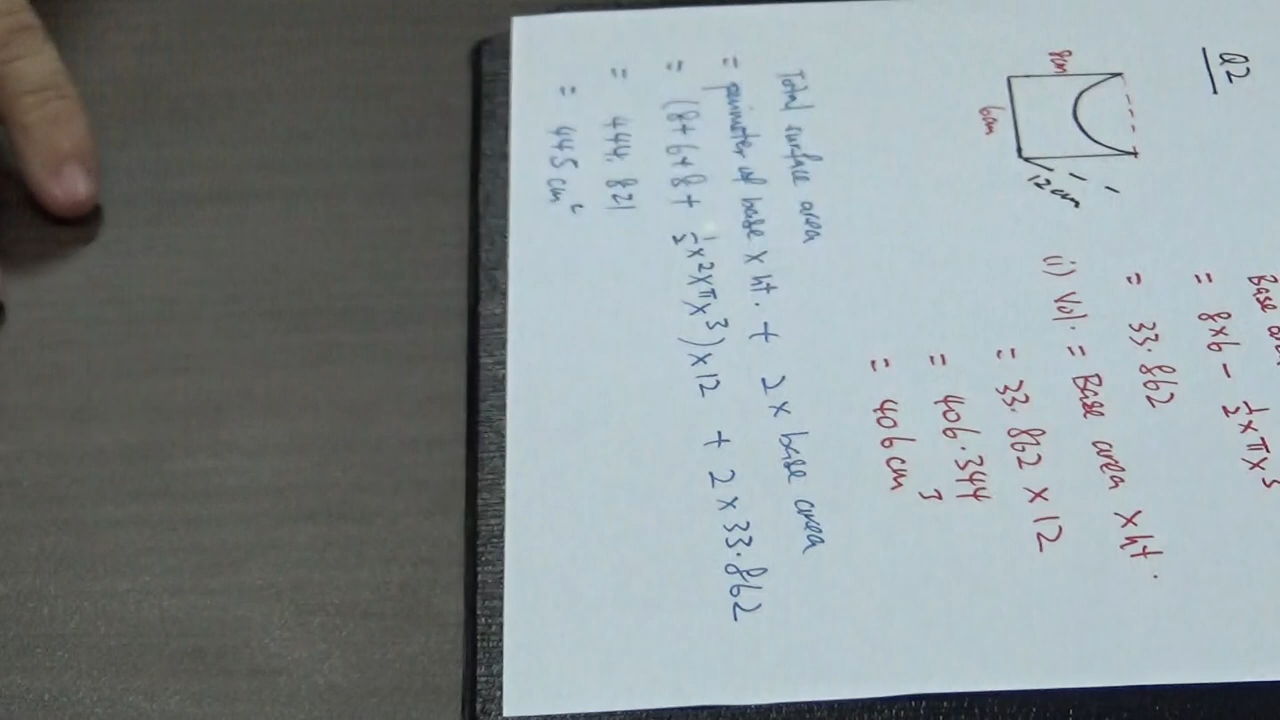 Q2
8cm
6cm
12cm
Base
= 8×6 - 1/2×π×3
= 33.862
(i) Vol. = Base area × ht.
= 33.862 × 12
= 406.344
= 406 cm³
Total surface area
= perimeter of base × ht. + 2 × base area
= (8+6+8+ 1/2×2×π×3)×12 + 2×33.862
= 444.821
= 445 cm²